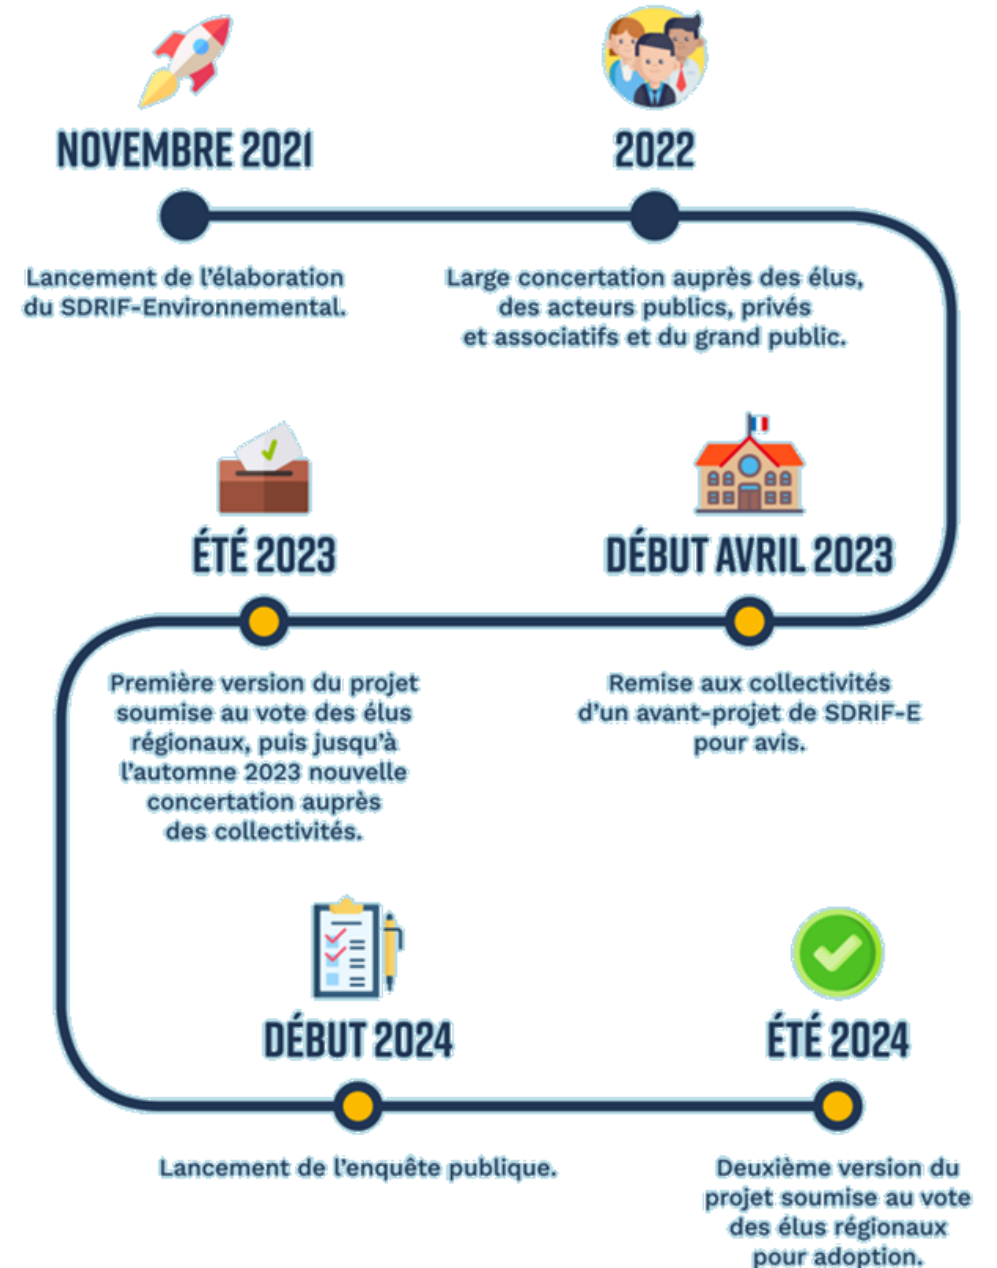 NOVEMBRE 2021
Lancement de l'élaboration
du SDRIF-Environnemental.
2022
Large concertation auprès des élus,
des acteurs publics, privés
et associatifs et du grand public.
DÉBUT AVRIL 2023
Remise aux collectivités
d'un avant-projet de SDRIF-E
pour avis.
ÉTÉ 2023
Première version du projet
soumise au vote des élus
régionaux, puis jusqu'à
l'automne 2023 nouvelle
concertation auprès
des collectivités.
DÉBUT 2024
Lancement de l'enquête publique.
ÉTÉ 2024
Deuxième version du
projet soumise au vote
des élus régionaux
pour adoption.